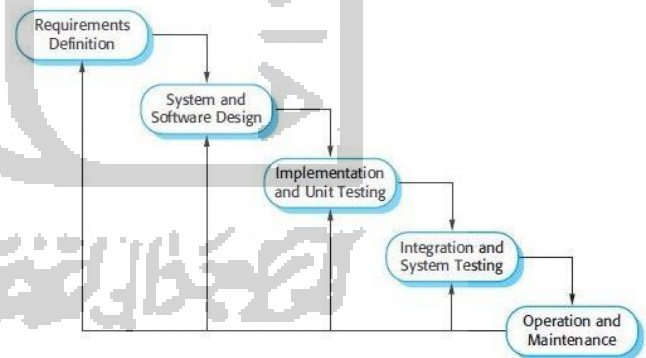 Requirements
Definition
System and
Software Design
Implementation
and Unit Testing
Integration and
System Testing
Operation and
Maintenance